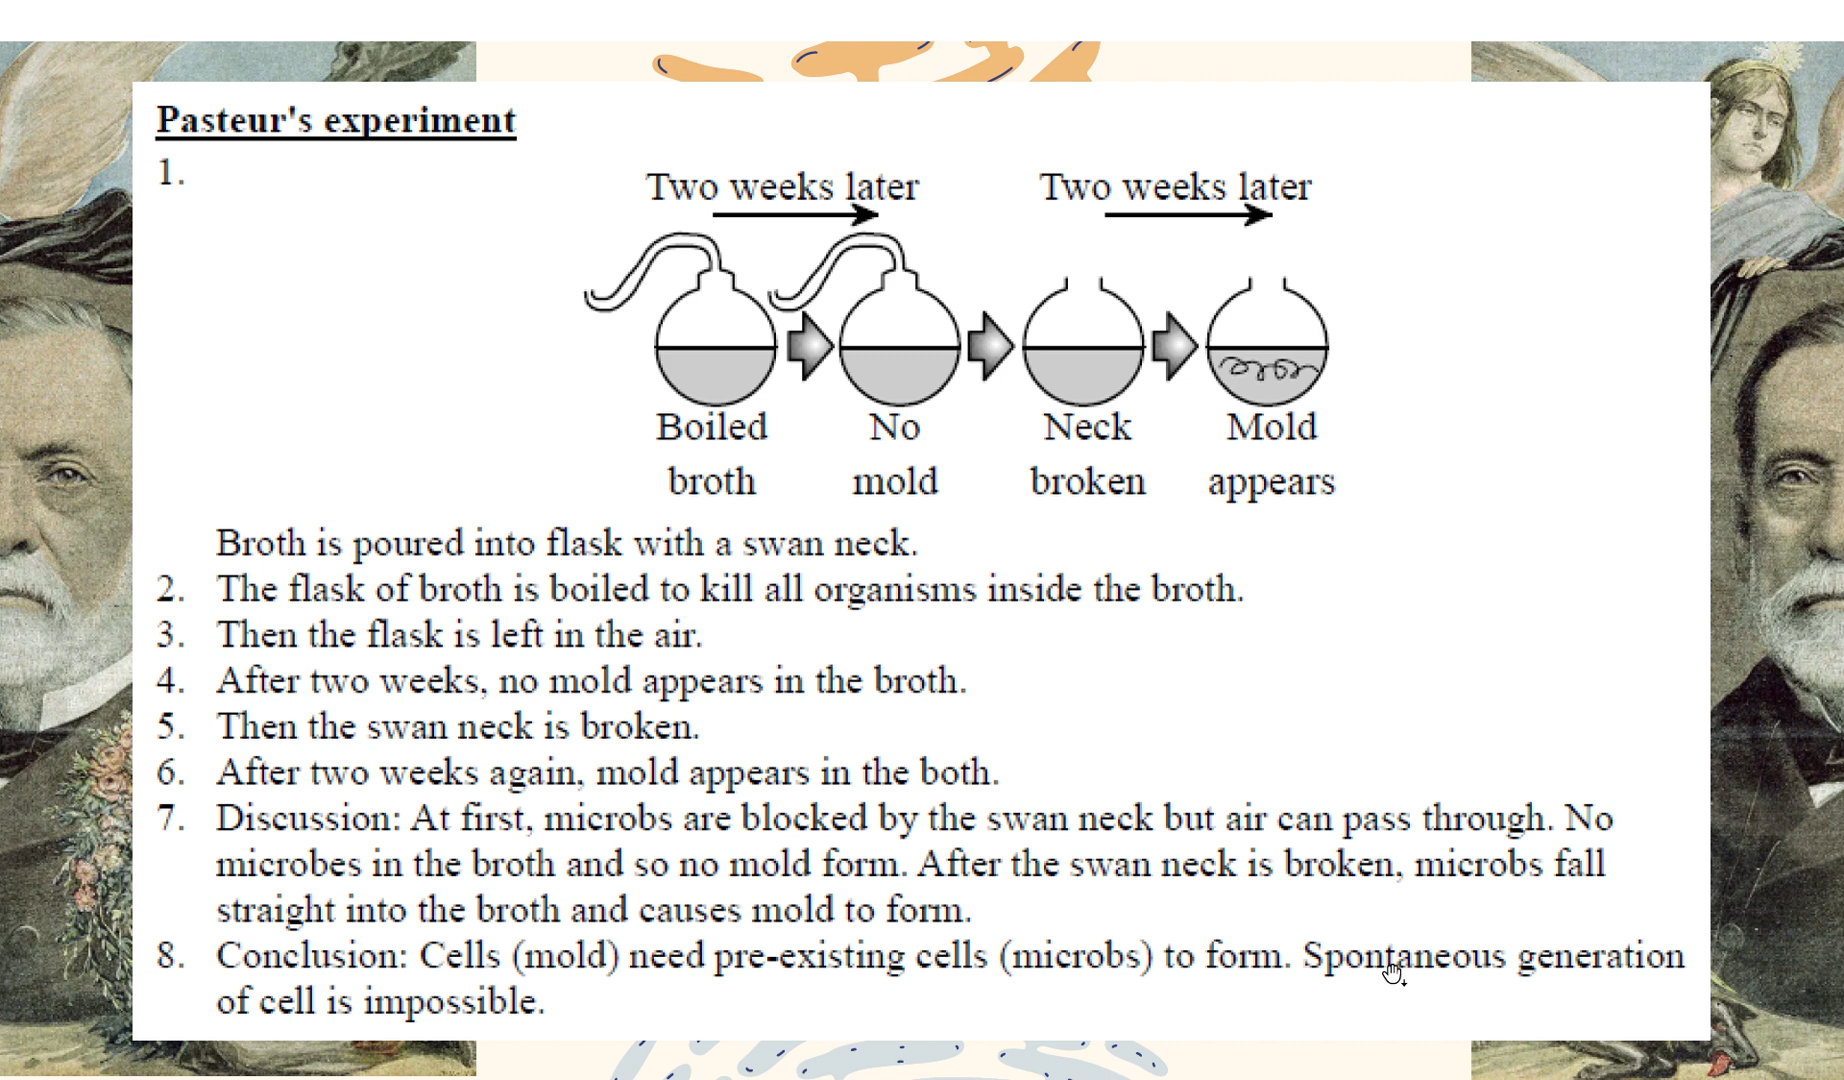 Pasteur's experiment
1.
Two weeks later Two weeks later
Boiled No Neck Mold
broth mold broken appears
Broth is poured into flask with a swan neck.
2. The flask of broth is boiled to kill all organisms inside the broth.
3. Then the flask is left in the air.
4. After two weeks, no mold appears in the broth.
5. Then the swan neck is broken.
6. After two weeks again, mold appears in the both.
7. Discussion: At first, microbs are blocked by the swan neck but air can pass through. No
microbes in the broth and so no mold form. After the swan neck is broken, microbs fall
straight into the broth and causes mold to form.
8. Conclusion: Cells (mold) need pre-existing cells (microbs) to form. Spontaneous generation
of cell is impossible.